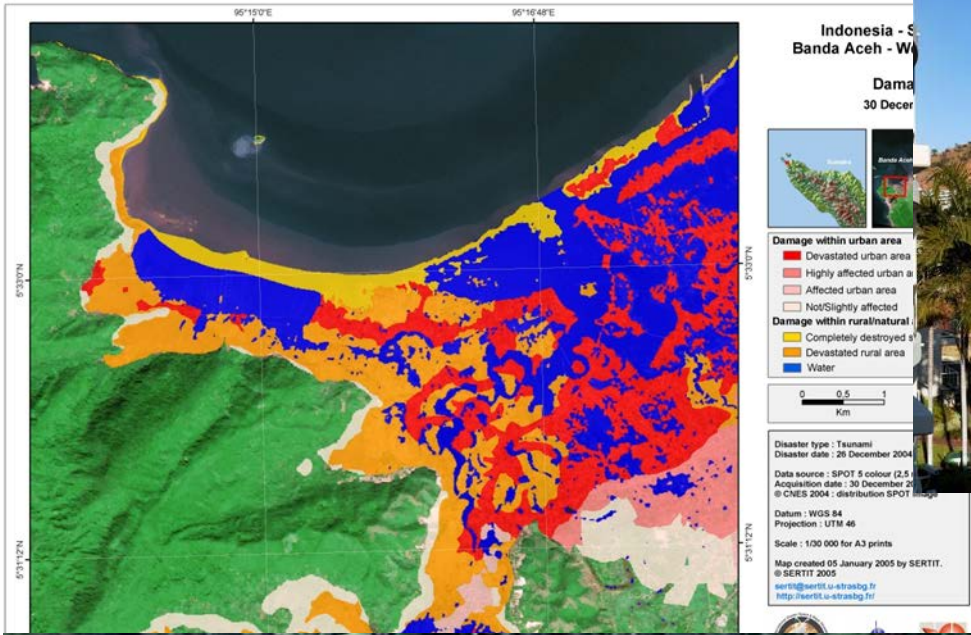 95°15'0"E
95°16'48"E
5°33'0"N
5°33'0"N
5°31'12"N
5°31'12"N
Indonesia - S
Banda Aceh - W
Dama
30 Decem
Sumatra
Banda Aceh
Damage within urban area
Devastated urban area
Highly affected urban a
Affected urban area
Not/Slightly affected
Damage within rural/natural
Completely destroyed s
Devastated rural area
Water
0 0,5 1
Km
Disaster type : Tsunami
Disaster date : 26 December 2004
Data source : SPOT 5 colour (2,5
Acquisition date : 30 December 20
© CNES 2004 : distribution SPOT Image
Datum : WGS 84
Projection : UTM 46
Scale : 1/30 000 for A3 prints
Map created 05 January 2005 by SERTIT.
© SERTIT 2005
sertit@sertit.u-strasbg.fr
http://sertit.u-strasbg.fr/